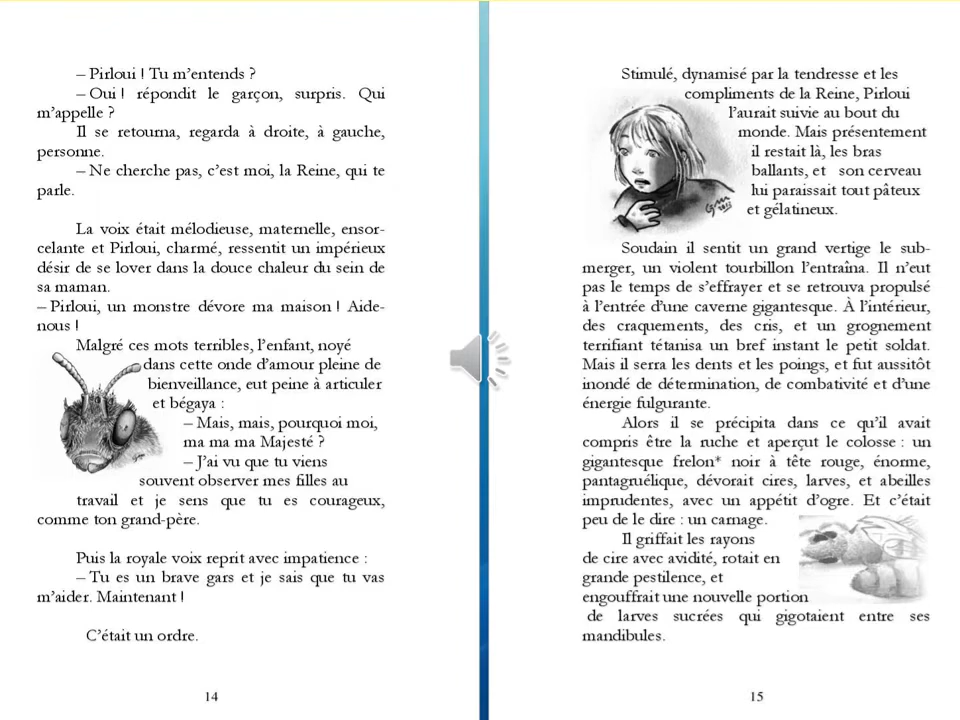 – Pirloui ! Tu m’entends ?
– Oui ! répondit le garçon, surpris. Qui
m’appelle ?
Il se retourna, regarda à droite, à gauche,
personne.
– Ne cherche pas, c’est moi, la Reine, qui te
parle.
La voix était mélodieuse, maternelle, ensor-
celante et Pirloui, charmé, ressentit un impérieux
désir de se lover dans la douce chaleur du sein de
sa maman.
– Pirloui, un monstre dévore ma maison ! Aide-
nous !
Malgré ces mots terribles, l’enfant, noyé
dans cette onde d’amour pleine de
bienveillance, eut peine à articuler
et bégaya :
– Mais, mais, pourquoi moi,
ma ma ma Majesté ?
– J’ai vu que tu viens
souvent observer mes filles au
travail et je sens que tu es courageux,
comme ton grand-père.
Puis la royale voix reprit avec impatience :
– Tu es un brave gars et je sais que tu vas
m’aider. Maintenant !
C’était un ordre.
14
Stimulé, dynamisé par la tendresse et les
compliments de la Reine, Pirloui
l’aurait suivie au bout du
monde. Mais présentement
il restait là, les bras
ballants, et son cerveau
lui paraissait tout pâteux
et gélatineux.
Soudain il sentit un grand vertige le sub-
merger, un violent tourbillon l’entraîna. Il n’eut
pas le temps de s’effrayer et se retrouva propulsé
à l’entrée d’une caverne gigantesque. À l’intérieur,
des craquements, des cris, et un grognement
terrifiant tétanisa un bref instant le petit soldat.
Mais il serra les dents et les poings, et fut aussitôt
inondé de détermination, de combativité et d’une
énergie fulgurante.
Alors il se précipita dans ce qu’il avait
compris être la ruche et aperçut le colosse : un
gigantesque frelon* noir à tête rouge, énorme,
pantagruélique, dévorait cires, larves, et abeilles
imprudentes, avec un appétit d’ogre. Et c’était
peu de le dire : un carnage.
Il griffait les rayons
de cire avec avidité, rotait en
grande pestilence, et
engouffrait une nouvelle portion
de larves sucrées qui gigotaient entre ses
mandibules.
15